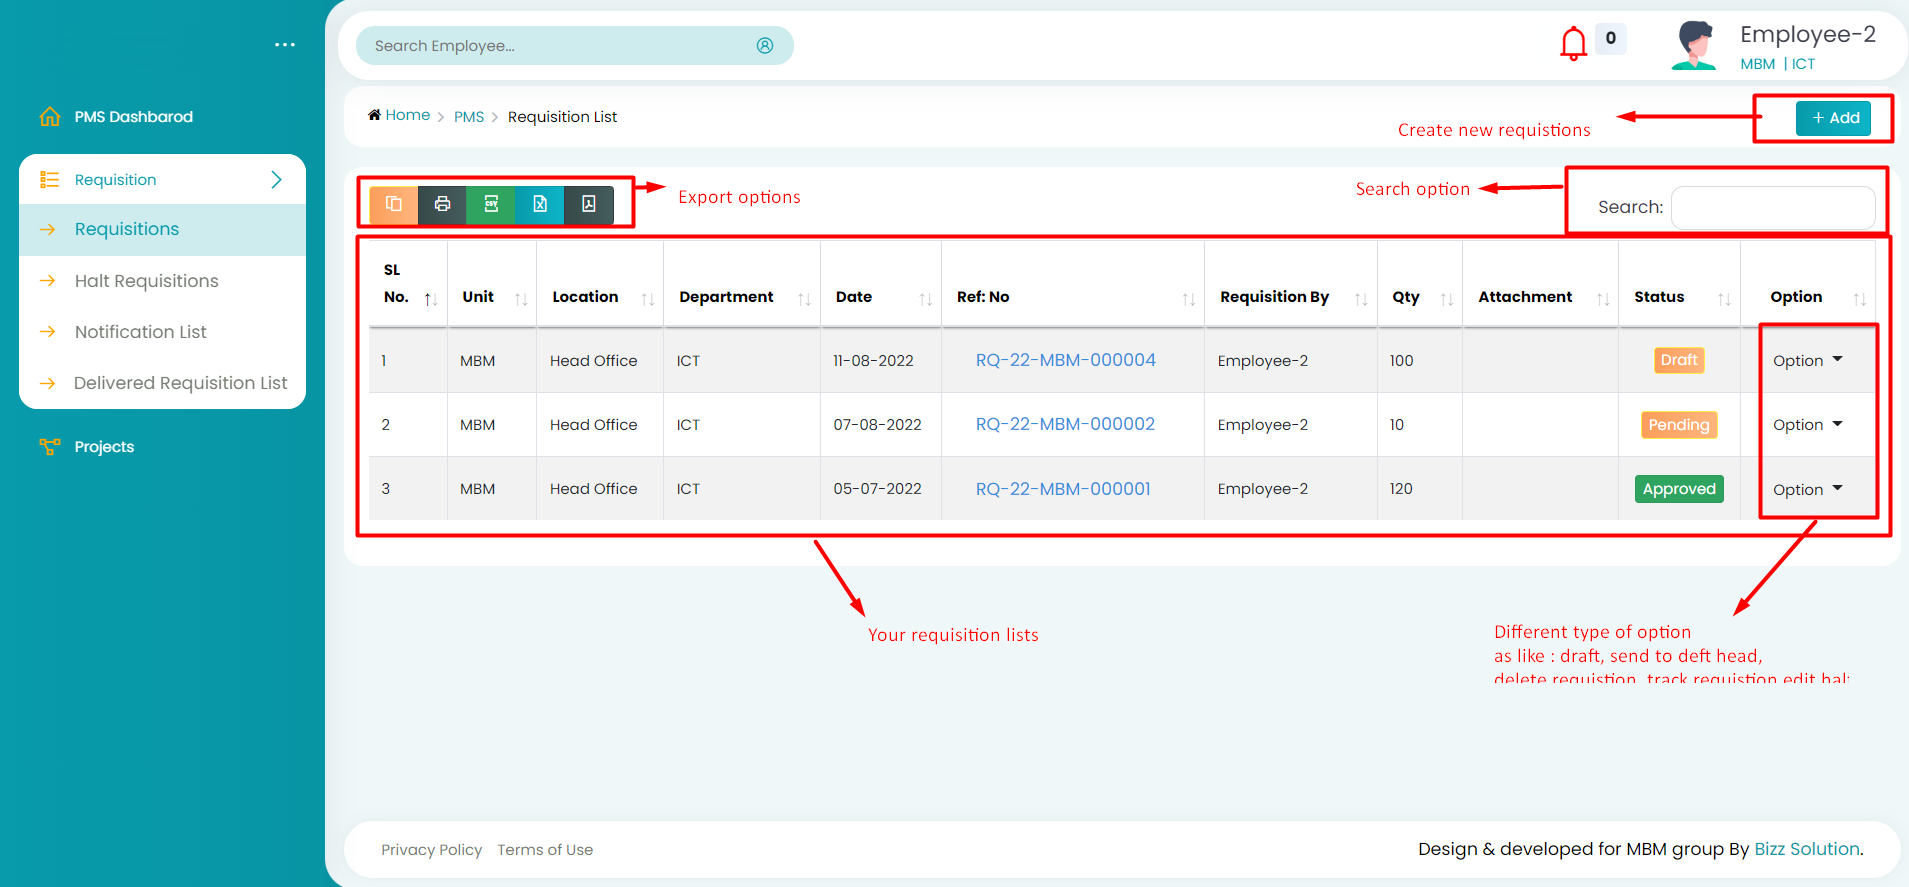 Search Employee...
0
Employee-2
MBM | ICT
PMS Dashbarod
Home > PMS > Requisition List
+ Add
Create new requistions
Requisition
Requisitions
Halt Requisitions
Notification List
Delivered Requisition List
Projects
CSV
Export options
Search option
Search:
SL No. Unit Location Department Date Ref: No Requisition By Qty Attachment Status Option
1 MBM Head Office ICT 11-08-2022 RQ-22-MBM-000004 Employee-2 100 Draft Option
2 MBM Head Office ICT 07-08-2022 RQ-22-MBM-000002 Employee-2 10 Pending Option
3 MBM Head Office ICT 05-07-2022 RQ-22-MBM-000001 Employee-2 120 Approved Option
Your requisition lists
Different type of option
as like : draft, send to deft head,
delete requistion, track requistion edit halt
Privacy Policy Terms of Use
Design & developed for MBM group By Bizz Solution.